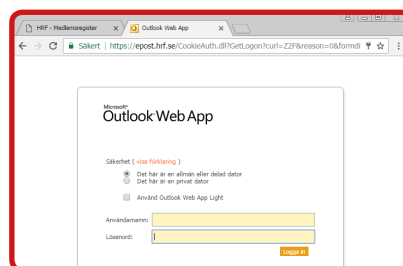 HRF - Medlemsregister
Outlook Web App
Säkert
https://epost.hrf.se/CookieAuth.dll?GetLogon?curl=Z2F&reason=0&formdi
Microsoft®
Outlook Web App
Säkerhet ( visa förklaring )
Det här är en allmän eller delad dator
Det här är en privat dator
Använd Outlook Web App Light
Användarnamn:
Lösenord:
Logga in